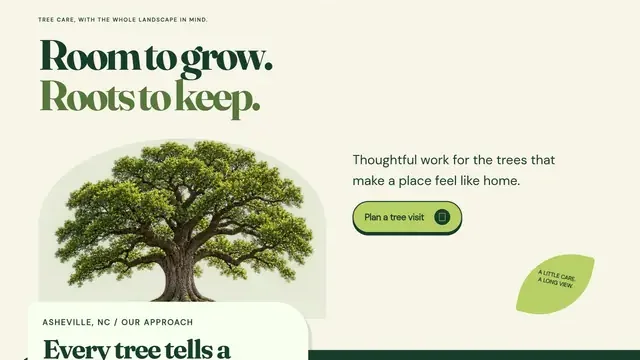 TREE CARE, WITH THE WHOLE LANDSCAPE IN MIND.
Room to grow.
Roots to keep.
Thoughtful work for the trees that
make a place feel like home.
Plan a tree visit
A LITTLE CARE.
A LONG VIEW.
ASHEVILLE, NC / OUR APPROACH
Every tree tells a